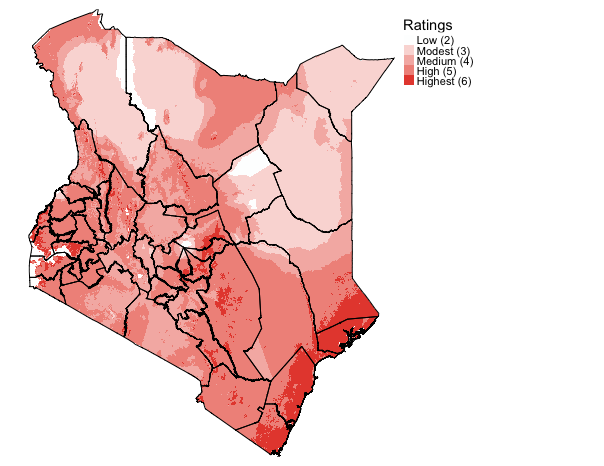 Ratings
Low (2)
Modest (3)
Medium (4)
High (5)
Highest (6)